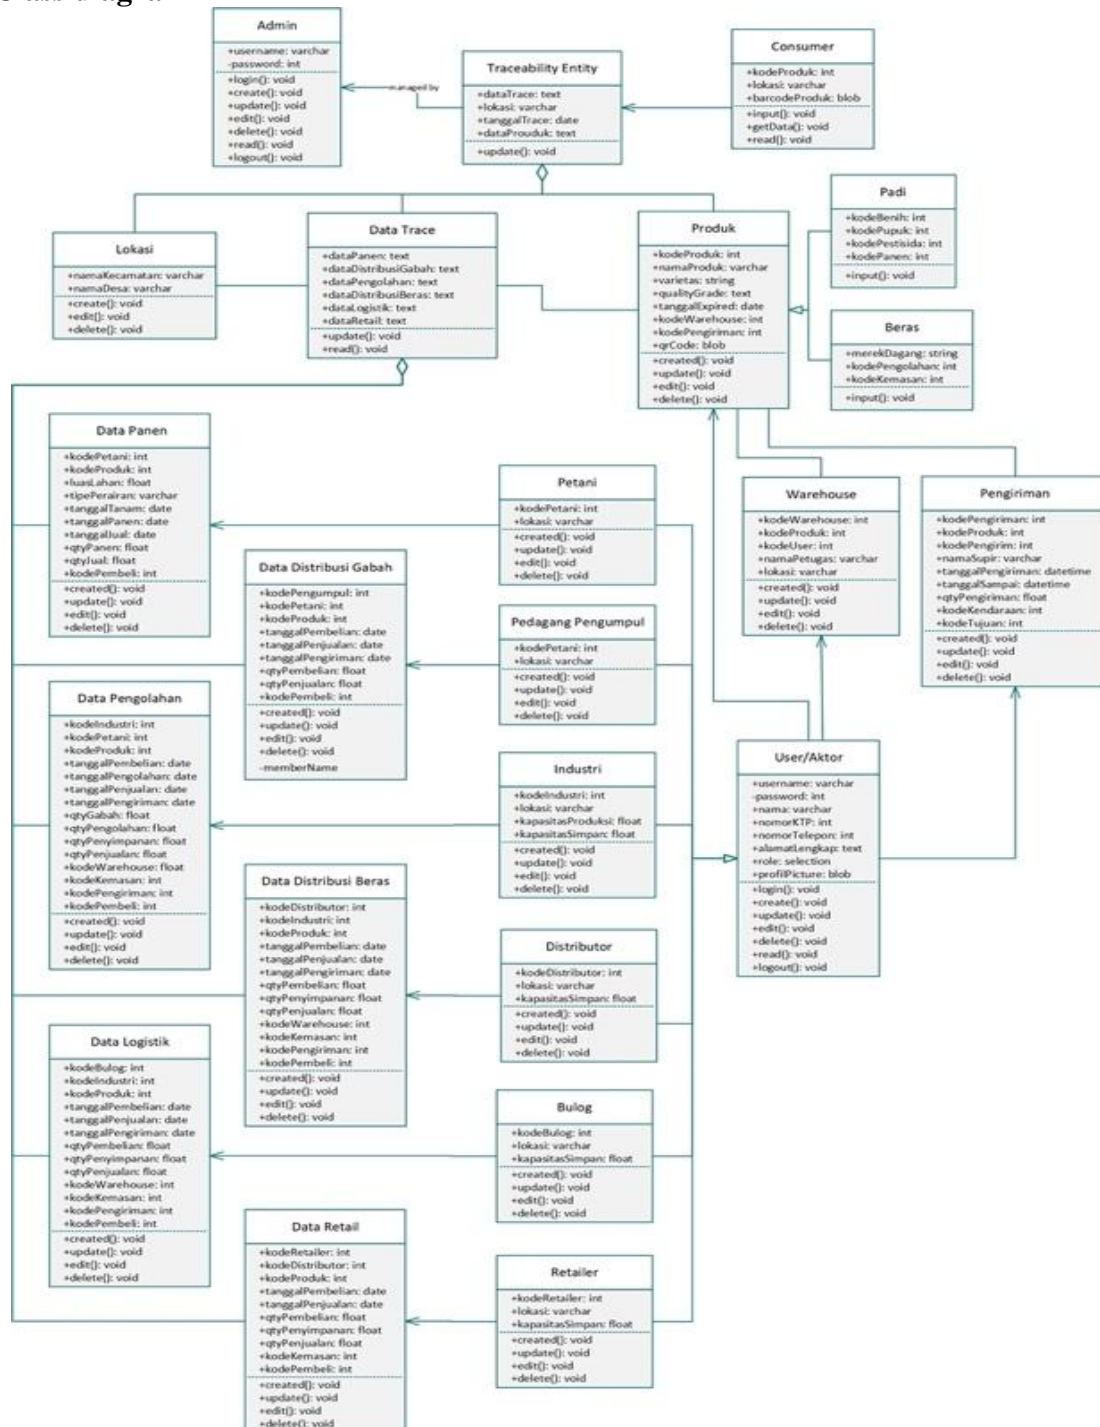 Class diagra
Admin
+username: varchar
-password: int
+login(): void
+create(): void
+update(): void
+edit(): void
+delete(): void
+read(): void
+logout(): void
managed by
Traceability Entity
+dataTrace: text
+lokasi: varchar
+tanggalTrace: date
+dataProuduk: text
+update(): void
Consumer
+kodeProduk: int
+lokasi: varchar
+barcodeProduk: blob
+input(): void
+getData(): void
+read(): void
Lokasi
+namaKecamatan: varchar
+namaDesa: varchar
+create(): void
+edit(): void
+delete(): void
Data Trace
+dataPanen: text
+dataDistribusiGabah: text
+dataPengolahan: text
+dataDistribusiBeras: text
+dataLogistik: text
+dataRetail: text
+update(): void
+read(): void
Produk
+kodeProduk: int
+namaProduk: varchar
+varietas: string
+qualityGrade: text
+tanggalExpired: date
+kodeWarehouse: int
+kodePengiriman: int
+qrCode: blob
+created(): void
+update(): void
+edit(): void
+delete(): void
Padi
+kodeBenih: int
+kodePupuk: int
+kodePestisida: int
+kodePanen: int
+input(): void
Beras
+merekDagang: string
+kodePengolahan: int
+kodeKemasan: int
+input(): void
Data Panen
+kodePetani: int
+kodeProduk: int
+luasLahan: float
+tipePerairan: varchar
+tanggalTanam: date
+tanggalPanen: date
+tanggalJual: date
+qtyPanen: float
+qtyJual: float
+kodePembeli: int
+created(): void
+update(): void
+edit(): void
+delete(): void
Petani
+kodePetani: int
+lokasi: varchar
+created(): void
+update(): void
+edit(): void
+delete(): void
Warehouse
+kodeWarehouse: int
+kodeProduk: int
+kodeUser: int
+namaPetugas: varchar
+lokasi: varchar
+created(): void
+update(): void
+edit(): void
+delete(): void
Pengiriman
+kodePengiriman: int
+kodeProduk: int
+kodePengirim: int
+namaSupir: varchar
+tanggalPengiriman: datetime
+tanggalSampai: datetime
+qtyPengiriman: float
+kodeKendaraan: int
+kodeTujuan: int
+created(): void
+update(): void
+edit(): void
+delete(): void
Data Distribusi Gabah
+kodePengumpul: int
+kodePetani: int
+kodeProduk: int
+tanggalPembelian: date
+tanggalPenjualan: date
+tanggalPengiriman: date
+qtyPembelian: float
+qtyPenjualan: float
+kodePembeli: int
+created(): void
+update(): void
+edit(): void
+delete(): void
-memberName
Pedagang Pengumpul
+kodePetani: int
+lokasi: varchar
+created(): void
+update(): void
+edit(): void
+delete(): void
Data Pengolahan
+kodeIndustri: int
+kodePetani: int
+kodeProduk: int
+tanggalPembelian: date
+tanggalPengolahan: date
+tanggalPenjualan: date
+tanggalPengiriman: date
+qtyGabah: float
+qtyPengolahan: float
+qtyPenyimpanan: float
+qtyPenjualan: float
+kodeWarehouse: float
+kodeKemasan: int
+kodePengiriman: int
+kodePembeli: int
+created(): void
+update(): void
+edit(): void
+delete(): void
Industri
+kodeIndustri: int
+lokasi: varchar
+kapasitasProduksi: float
+kapasitasSimpan: float
+created(): void
+update(): void
+edit(): void
+delete(): void
User/Aktor
+username: varchar
-password: int
+nama: varchar
+nomorKTP: int
+nomorTelepon: int
+alamatLengkap: text
+role: selection
+profilPicture: blob
+login(): void
+create(): void
+update(): void
+edit(): void
+delete(): void
+read(): void
+logout(): void
Data Distribusi Beras
+kodeDistributor: int
+kodeIndustri: int
+kodeProduk: int
+tanggalPembelian: date
+tanggalPenjualan: date
+tanggalPengiriman: date
+qtyPembelian: float
+qtyPenyimpanan: float
+qtyPenjualan: float
+kodeWarehouse: int
+kodeKemasan: int
+kodePengiriman: int
+kodePembeli: int
+created(): void
+update(): void
+edit(): void
+delete(): void
Distributor
+kodeDistributor: int
+lokasi: varchar
+kapasitasSimpan: float
+created(): void
+update(): void
+edit(): void
+delete(): void
Data Logistik
+kodeBulog: int
+kodeIndustri: int
+kodeProduk: int
+tanggalPembelian: date
+tanggalPenjualan: date
+tanggalPengiriman: date
+qtyPembelian: float
+qtyPenyimpanan: float
+qtyPenjualan: float
+kodeWarehouse: int
+kodeKemasan: int
+kodePengiriman: int
+kodePembeli: int
+created(): void
+update(): void
+edit(): void
+delete(): void
Bulog
+kodeBulog: int
+lokasi: varchar
+kapasitasSimpan: float
+created(): void
+update(): void
+edit(): void
+delete(): void
Data Retail
+kodeRetailer: int
+kodeDistributor: int
+kodeProduk: int
+tanggalPembelian: date
+tanggalPenjualan: date
+qtyPembelian: float
+qtyPenyimpanan: float
+qtyPenjualan: float
+kodeKemasan: int
+kodePembeli: int
+created(): void
+update(): void
+edit(): void
+delete(): void
Retailer
+kodeRetailer: int
+lokasi: varchar
+kapasitasSimpan: float
+created(): void
+update(): void
+edit(): void
+delete(): void